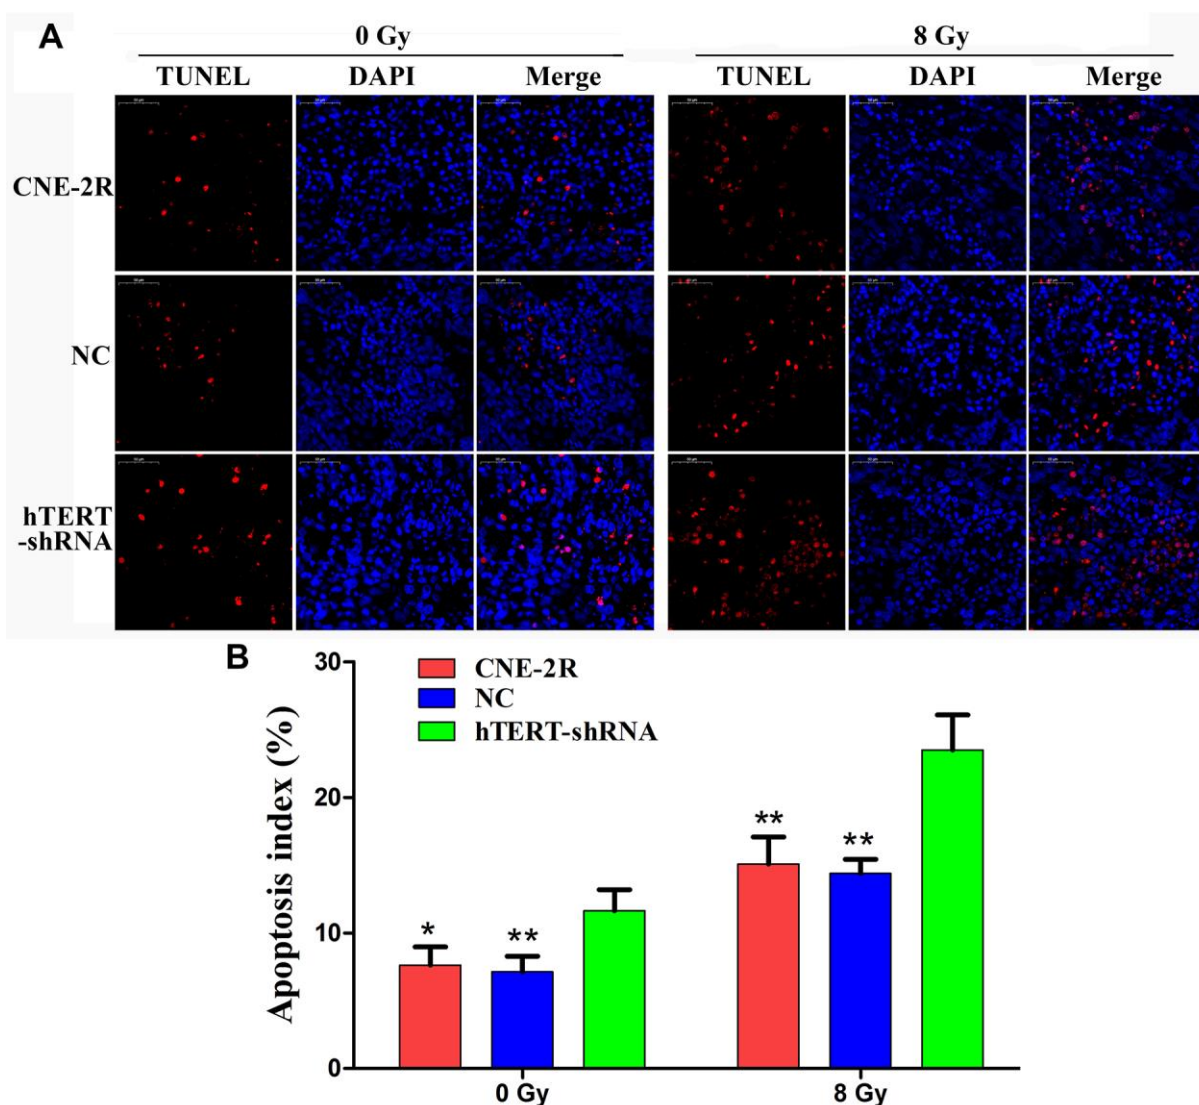 A
0 Gy 8 Gy
TUNEL DAPI Merge TUNEL DAPI Merge
CNE-2R
NC
hTERT
-shRNA
B
CNE-2R
NC
hTERT-shRNA
Apoptosis index (%)
30
20
10
0
* ** ** **
0 Gy 8 Gy